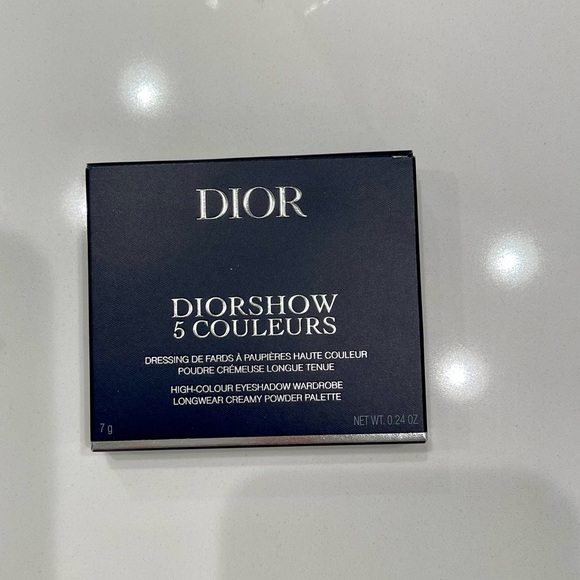 DIOR
DIORSHOW
5 COULEURS
DRESSING DE FARDS À PAUPIÈRES HAUTE COULEUR
POUDRE CRÉMEUSE LONGUE TENUE
HIGH-COLOUR EYESHADOW WARDROBE
LONGWEAR CREAMY POWDER PALETTE
7 g NET WT. 0.24 OZ.